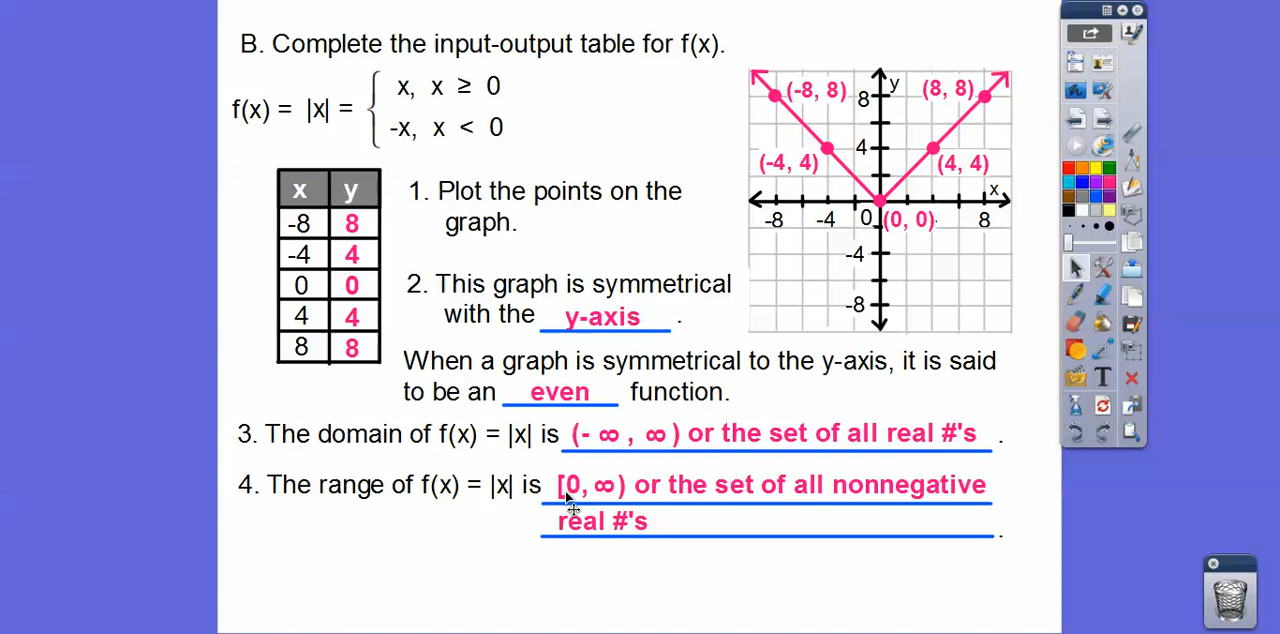 B. Complete the input-output table for f(x).
f(x) = |x| = { x, x ≥ 0
-x, x < 0
x y
-8 8
-4 4
0 0
4 4
8 8
1. Plot the points on the
graph.
2. This graph is symmetrical
with the y-axis .
When a graph is symmetrical to the y-axis, it is said
to be an even function.
3. The domain of f(x) = |x| is (- ∞ , ∞ ) or the set of all real #'s .
4. The range of f(x) = |x| is [0, ∞) or the set of all nonnegative
real #'s .
y
(-8, 8) 8 (8, 8)
4
(-4, 4) (4, 4)
x
-8 -4 0 (0, 0) 8
-4
-8
T